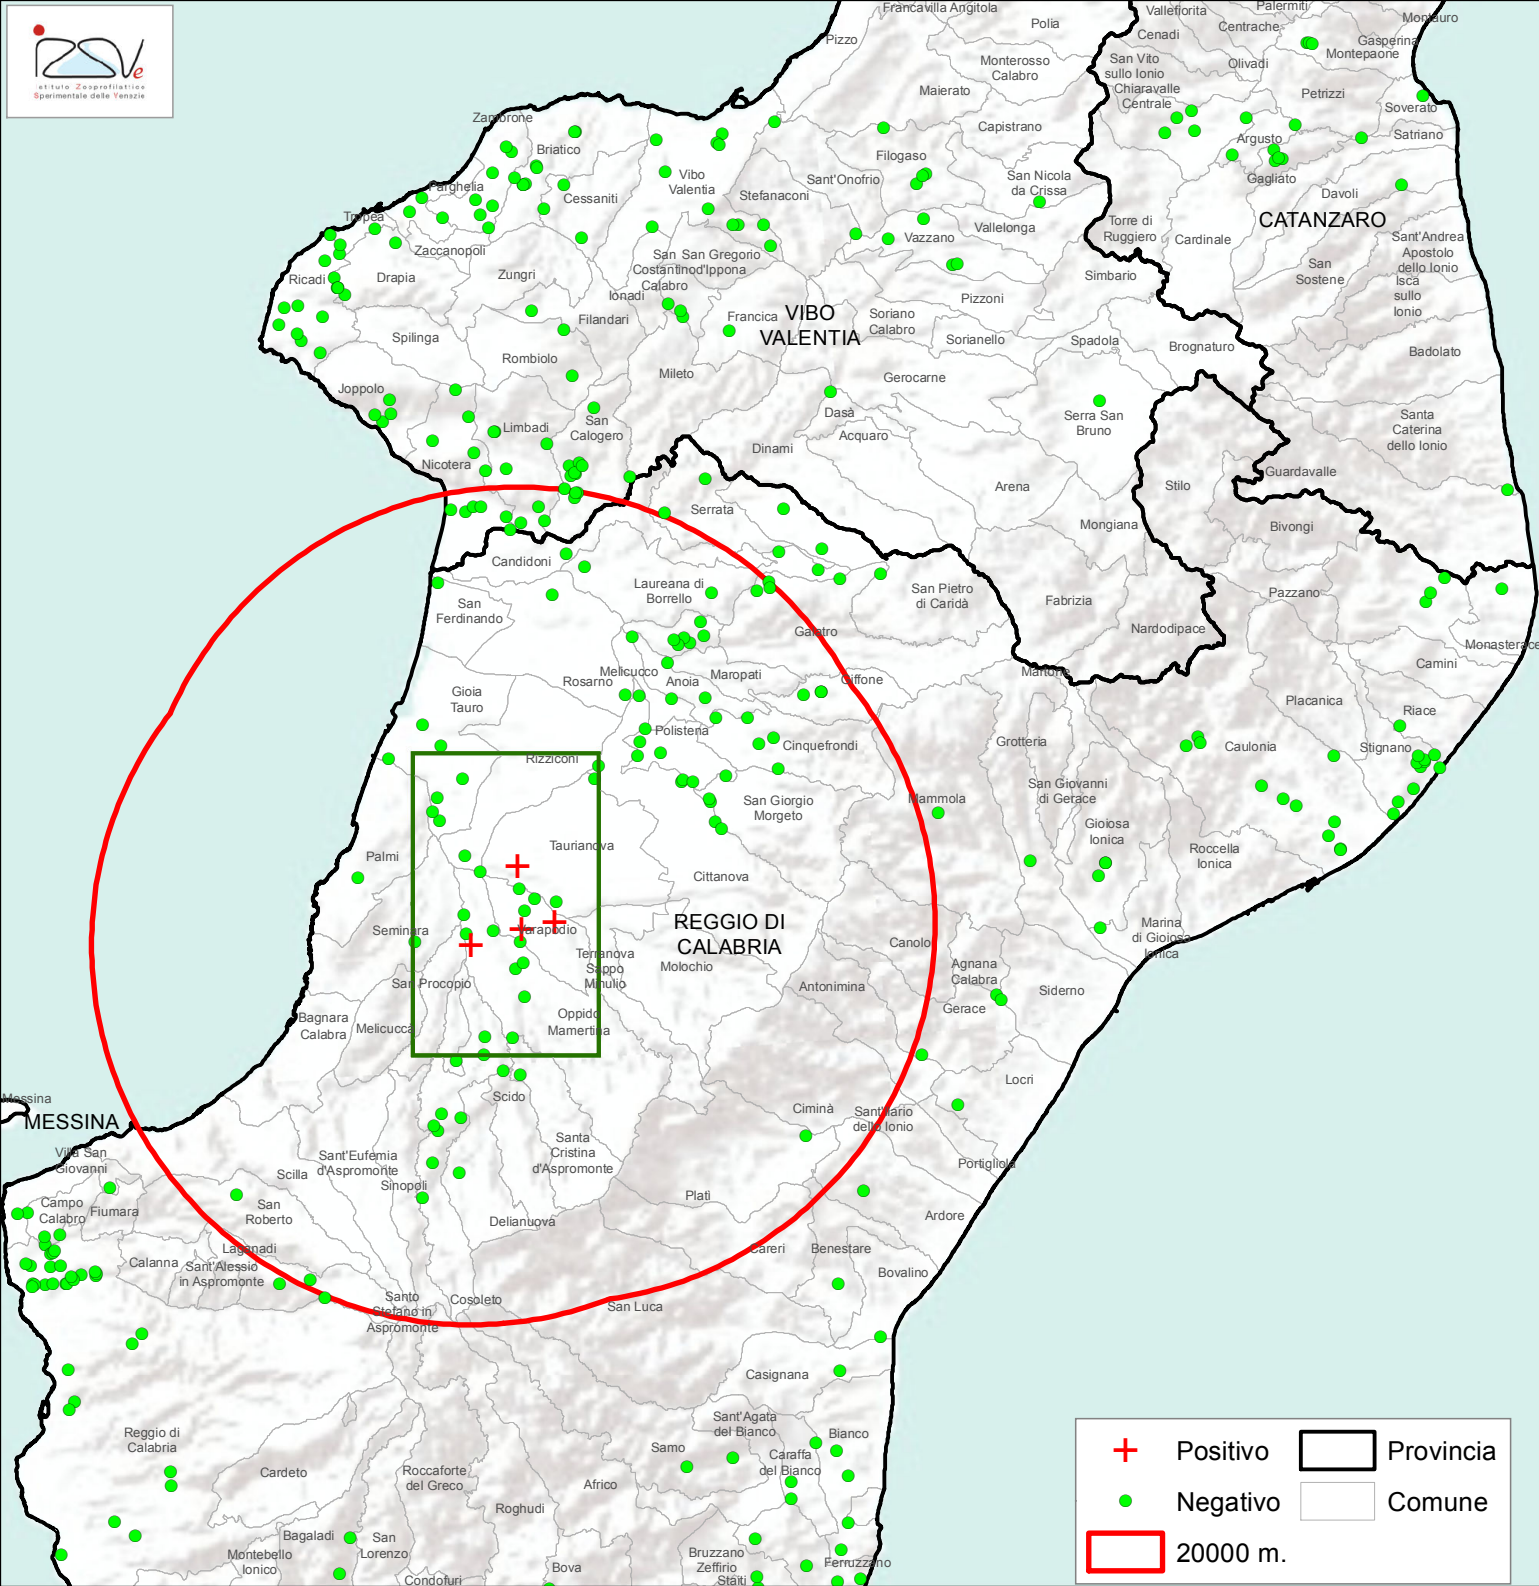 IZSVe
Istituto Zooprofilattico
Sperimentale delle Venezie
Francavilla Angitola
Polia
Pizzo
Monterosso
Calabro
Maierato
Capistrano
Filogaso
Sant'Onofrio
San Nicola
da Crissa
Vallelonga
Vazzano
Pizzoni
Simbario
Vallefiorita
Palermiti
Cenadi
Centrache
Montauro
Gasperina
Montepaone
Olivadi
San Vito
sullo Ionio
Chiaravalle
Centrale
Petrizzi
Soverato
Argusto
Satriano
Gagliato
Davoli
CATANZARO
Torre di
Ruggiero
Cardinale
Sant'Andrea
Apostolo
dello Ionio
San
Sostene
Isca
sullo
Ionio
Badolato
Santa
Caterina
dello Ionio
Guardavalle
Zambrone
Briatico
Parghelia
Cessaniti
Vibo
Valentia
Stefanaconi
Tropea
Zaccanopoli
Drapia
Ricadi
Zungri
San San Gregorio
Costantino d'Ippona
Calabro
Ionadi
Filandari
Francica
VIBO
VALENTIA
Soriano
Calabro
Sorianello
Spadola
Brognaturo
Spilinga
Rombiolo
Mileto
Gerocarne
Joppolo
Dasà
Acquaro
Serra San
Bruno
Limbadi
San
Calogero
Dinami
Nicotera
Arena
Stilo
Mongiana
Bivongi
Serrata
Candidoni
Laureana di
Borrello
San Pietro
di Caridà
Fabrizia
Pazzano
Nardodipace
San
Ferdinando
Galatro
Monasterace
Camini
Melicucco
Rosarno
Anoia
Maropati
Giffone
Martone
Gioia
Tauro
Placanica
Riace
Polistena
Cinquefrondi
Grotteria
Caulonia
Stignano
Rizziconi
San Giorgio
Morgeto
Mammola
San Giovanni
di Gerace
Gioiosa
Ionica
Roccella
Ionica
Palmi
Taurianova
Cittanova
Seminara
Varapodio
REGGIO DI
CALABRIA
Canolo
Marina
di Gioiosa
Ionica
Terranova
Sappo
Minulio
Molochio
Agnana
Calabra
Antonimina
Siderno
Gerace
San Procopio
Bagnara
Calabra
Melicuccà
Oppido
Mamertina
Locri
Scido
Ciminà
Sant'Ilario
dello Ionio
Messina
MESSINA
Villa San
Giovanni
Scilla
Sant'Eufemia
d'Aspromonte
Sinopoli
Santa
Cristina
d'Aspromonte
Portigliola
Campo
Calabro
Fiumara
San
Roberto
Platì
Ardore
Delianuova
Laganadi
Calanna
Sant'Alessio
in Aspromonte
Careri
Benestare
Bovalino
Santo
Stefano in
Aspromonte
Cosoleto
San Luca
Casignana
Reggio di
Calabria
Sant'Agata
del Bianco
Bianco
Samo
Caraffa
del Bianco
Cardeto
Roccaforte
del Greco
Africo
Roghudi
Bagaladi
San
Lorenzo
Montebello
Ionico
Condofuri
Bova
Bruzzano
Zeffirio
Staiti
Ferruzzano
Positivo
Provincia
Negativo
Comune
20000 m.